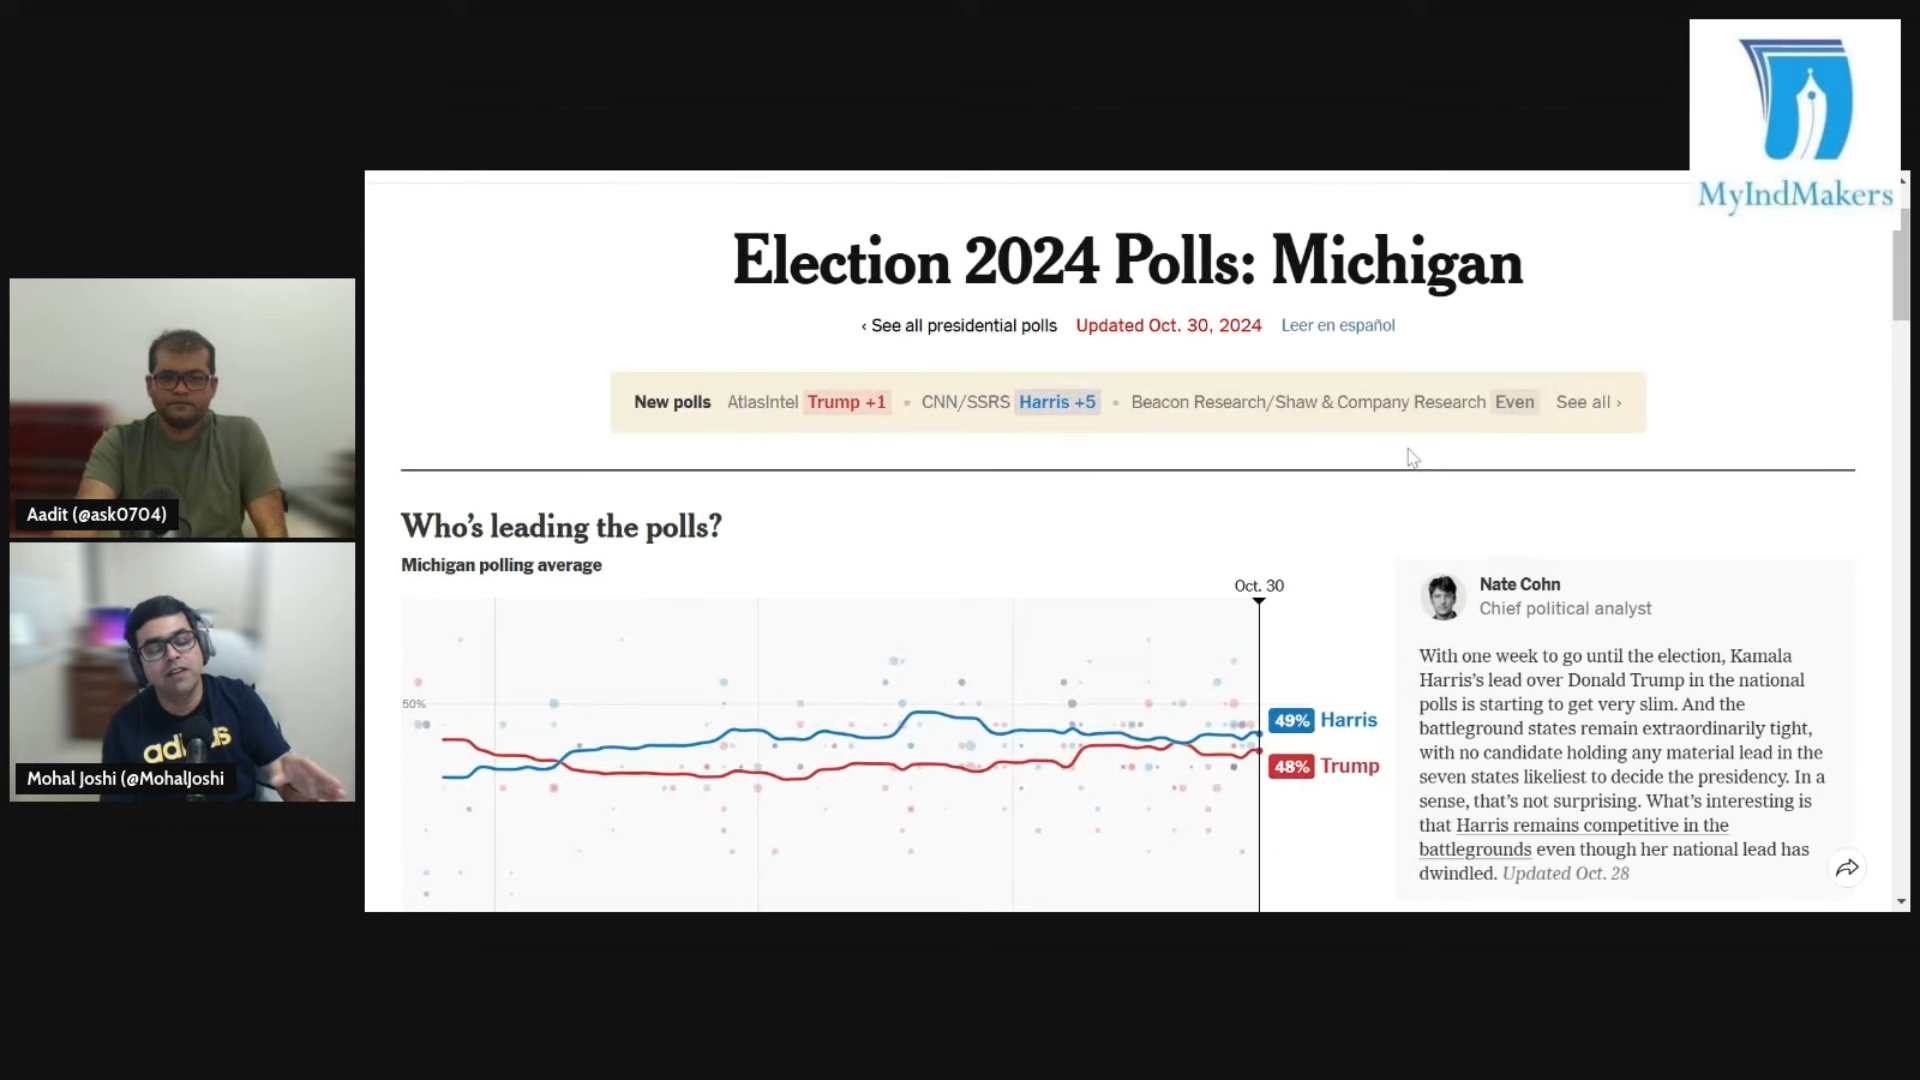 MyIndMakers
Election 2024 Polls: Michigan
‹ See all presidential polls Updated Oct. 30, 2024 Leer en español
New polls AtlasIntel Trump +1 • CNN/SSRS Harris +5 • Beacon Research/Shaw & Company Research Even See all ›
Who's leading the polls?
Michigan polling average
Oct. 30
50%
49% Harris
48% Trump
Nate Cohn
Chief political analyst
With one week to go until the election, Kamala
Harris's lead over Donald Trump in the national
polls is starting to get very slim. And the
battleground states remain extraordinarily tight,
with no candidate holding any material lead in the
seven states likeliest to decide the presidency. In a
sense, that's not surprising. What's interesting is
that Harris remains competitive in the
battlegrounds even though her national lead has
dwindled. Updated Oct. 28
Aadit (@ask0704)
Mohal Joshi (@MohalJoshi